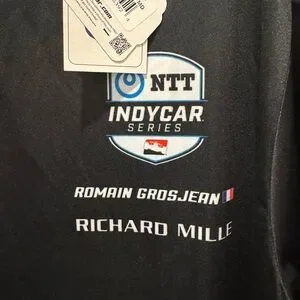 NTT
INDYCAR
SERIES
ROMAIN GROSJEAN
RICHARD MILLE